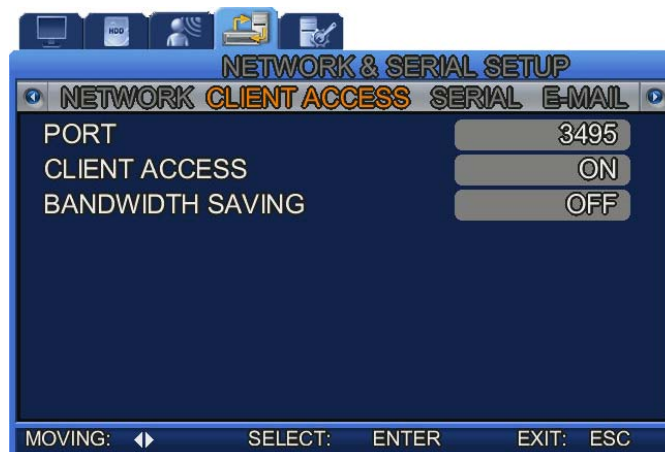 HDD
NETWORK & SERIAL SETUP
NETWORK CLIENT ACCESS SERIAL E-MAIL
PORT 3495
CLIENT ACCESS ON
BANDWIDTH SAVING OFF
MOVING: SELECT: ENTER EXIT: ESC